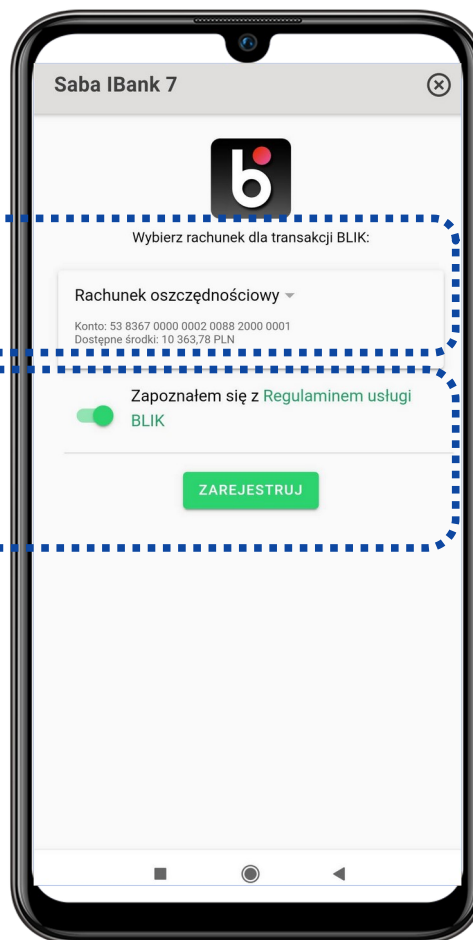 Saba IBank 7
b
Wybierz rachunek dla transakcji BLIK:
Rachunek oszczędnościowy
Konto: 53 8367 0000 0002 0088 2000 0001
Dostępne środki: 10 363,78 PLN
Zapoznałem się z Regulaminem usługi
BLIK
ZAREJESTRUJ